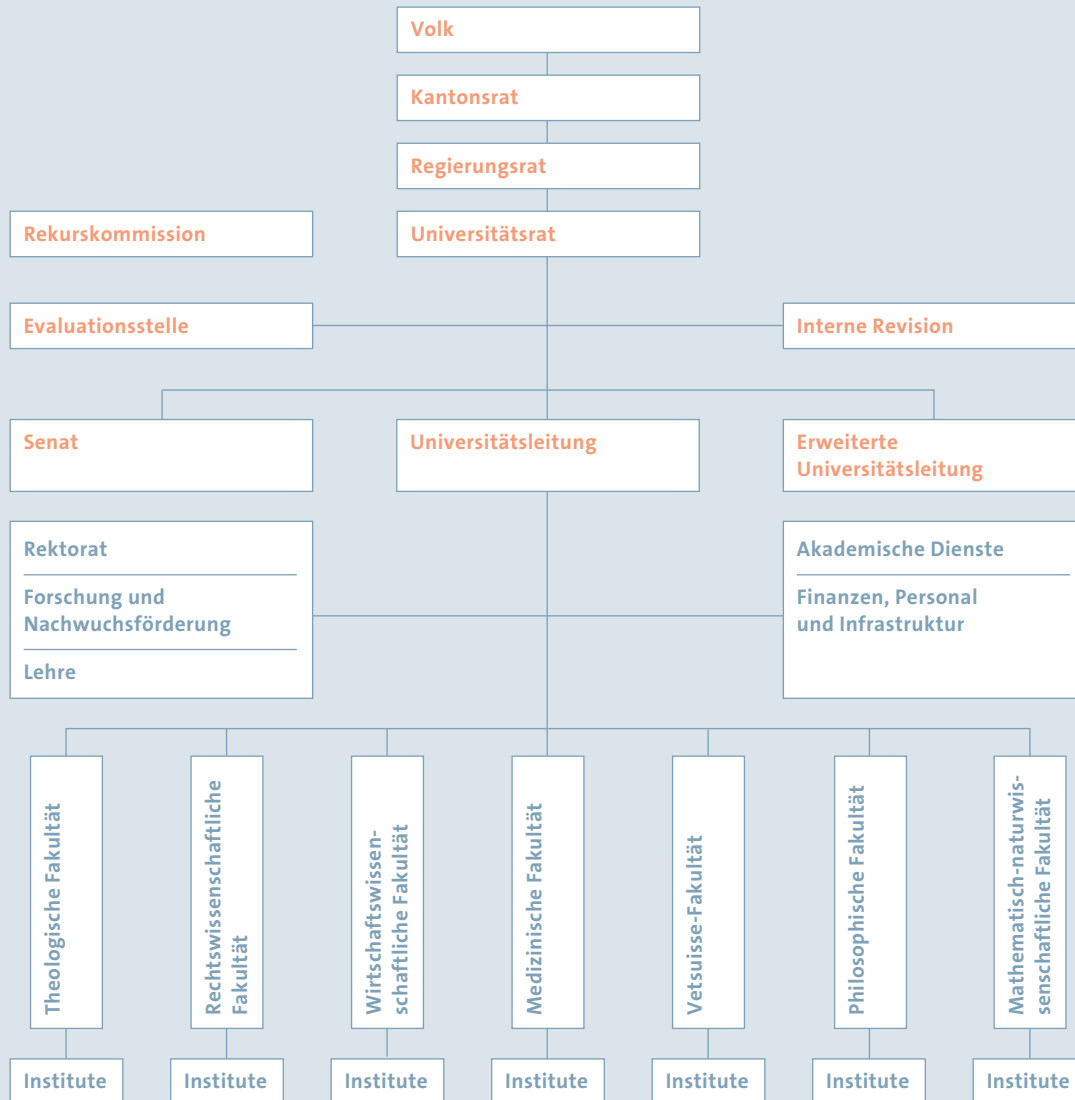 Volk
Kantonsrat
Regierungsrat
Rekurskommission
Universitätsrat
Evaluationsstelle
Interne Revision
Senat
Universitätsleitung
Erweiterte
Universitätsleitung
Rektorat
Forschung und
Nachwuchsförderung
Lehre
Akademische Dienste
Finanzen, Personal
und Infrastruktur
Theologische Fakultät
Rechtswissenschaftliche
Fakultät
Wirtschaftswissen-
schaftliche Fakultät
Medizinische Fakultät
Vetsuisse-Fakultät
Philosophische Fakultät
Mathematisch-naturwis-
senschaftliche Fakultät
Institute
Institute
Institute
Institute
Institute
Institute
Institute